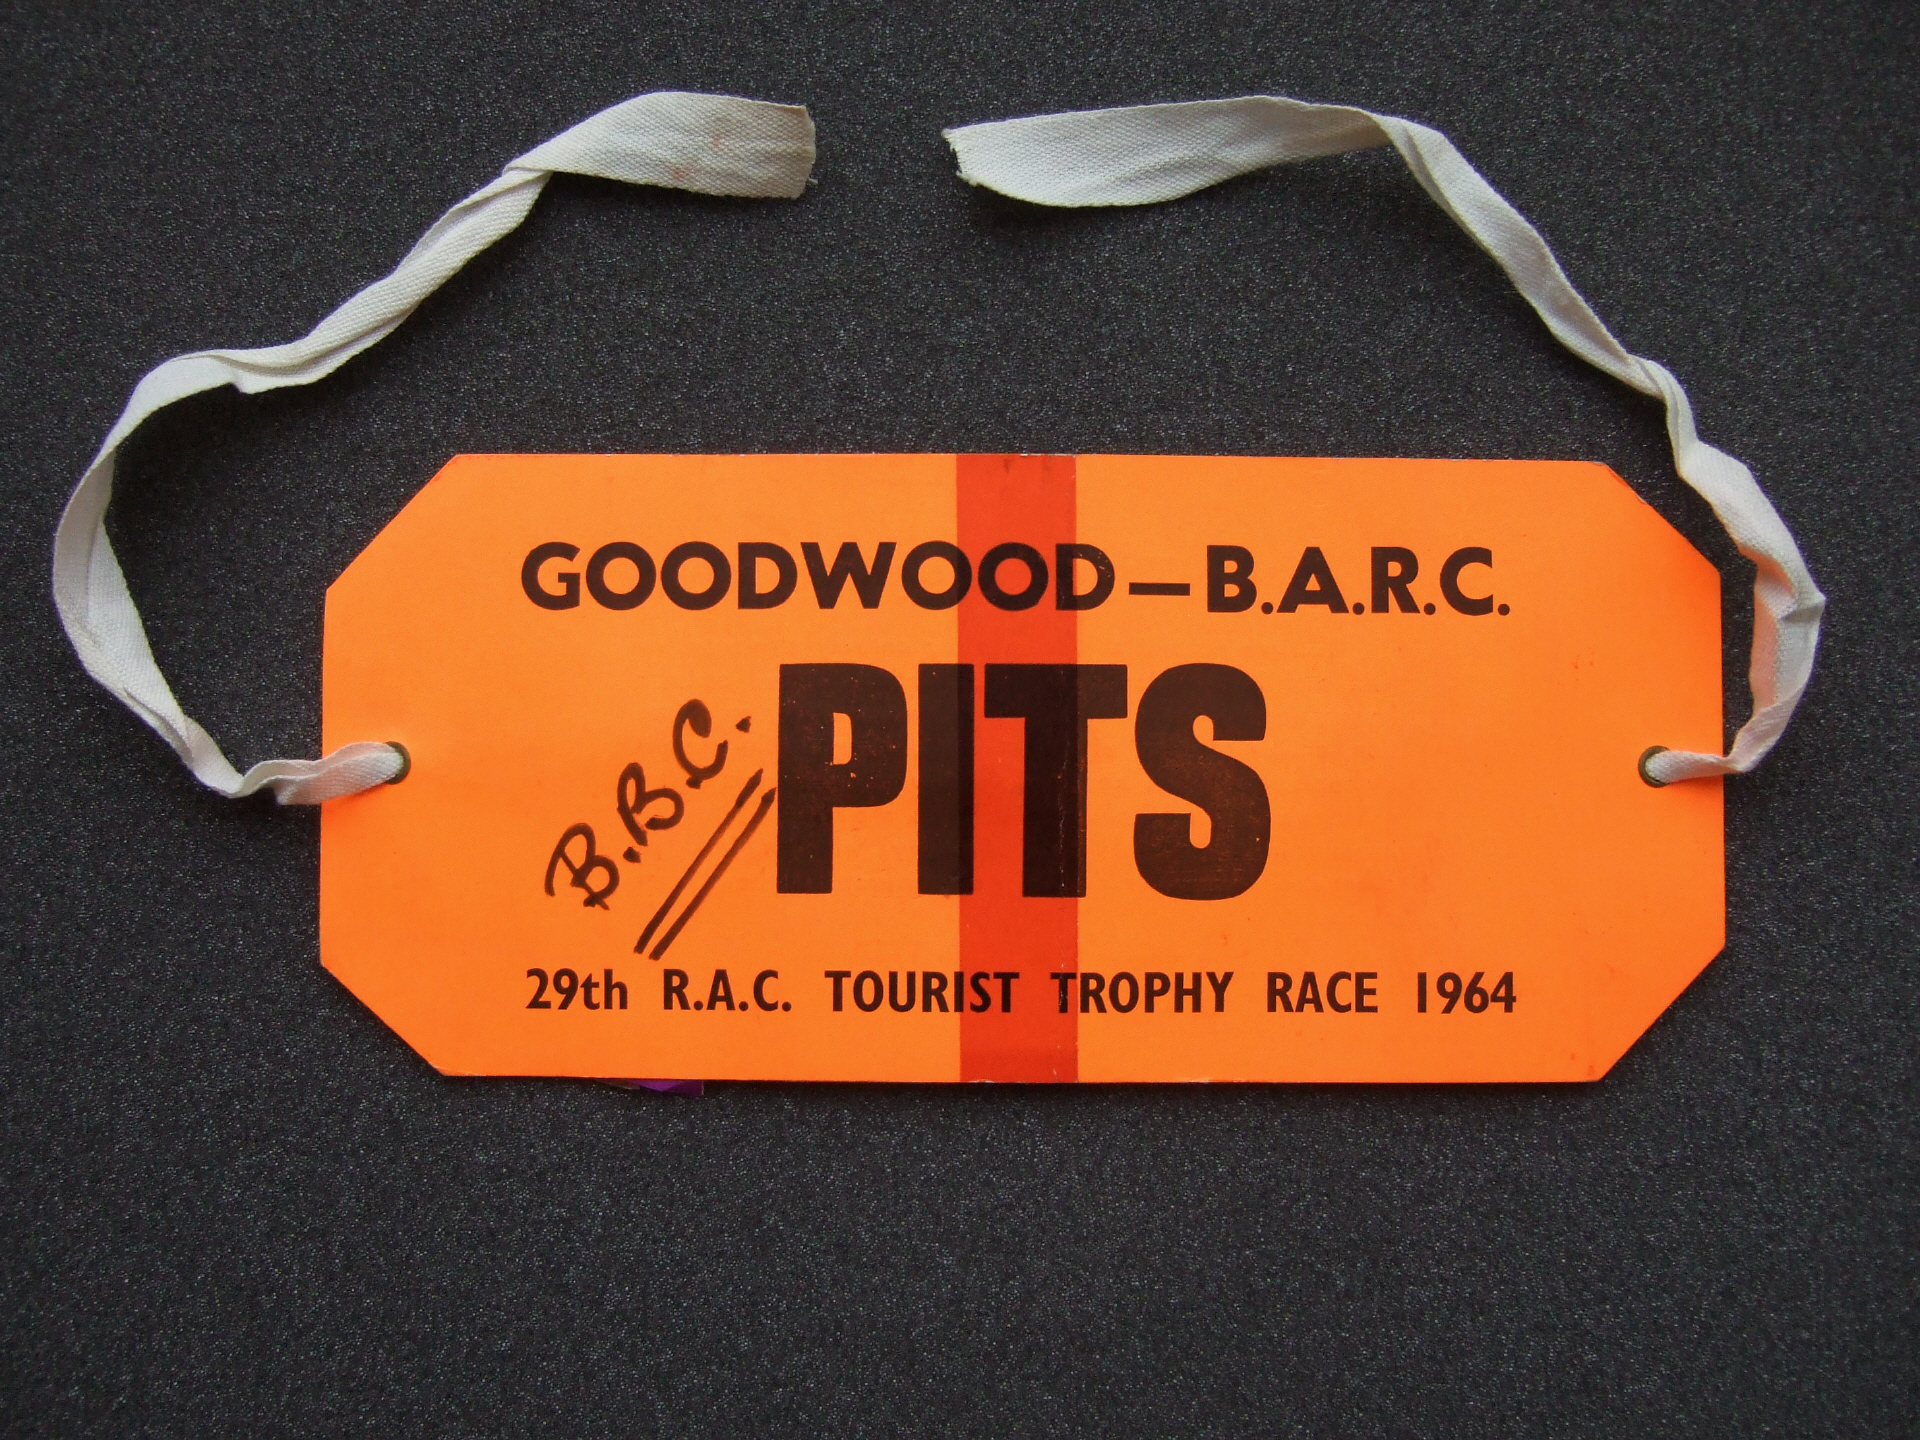 GOODWOOD—B.A.R.C.
PITS
B.B.C.
29th R.A.C. TOURIST TROPHY RACE 1964